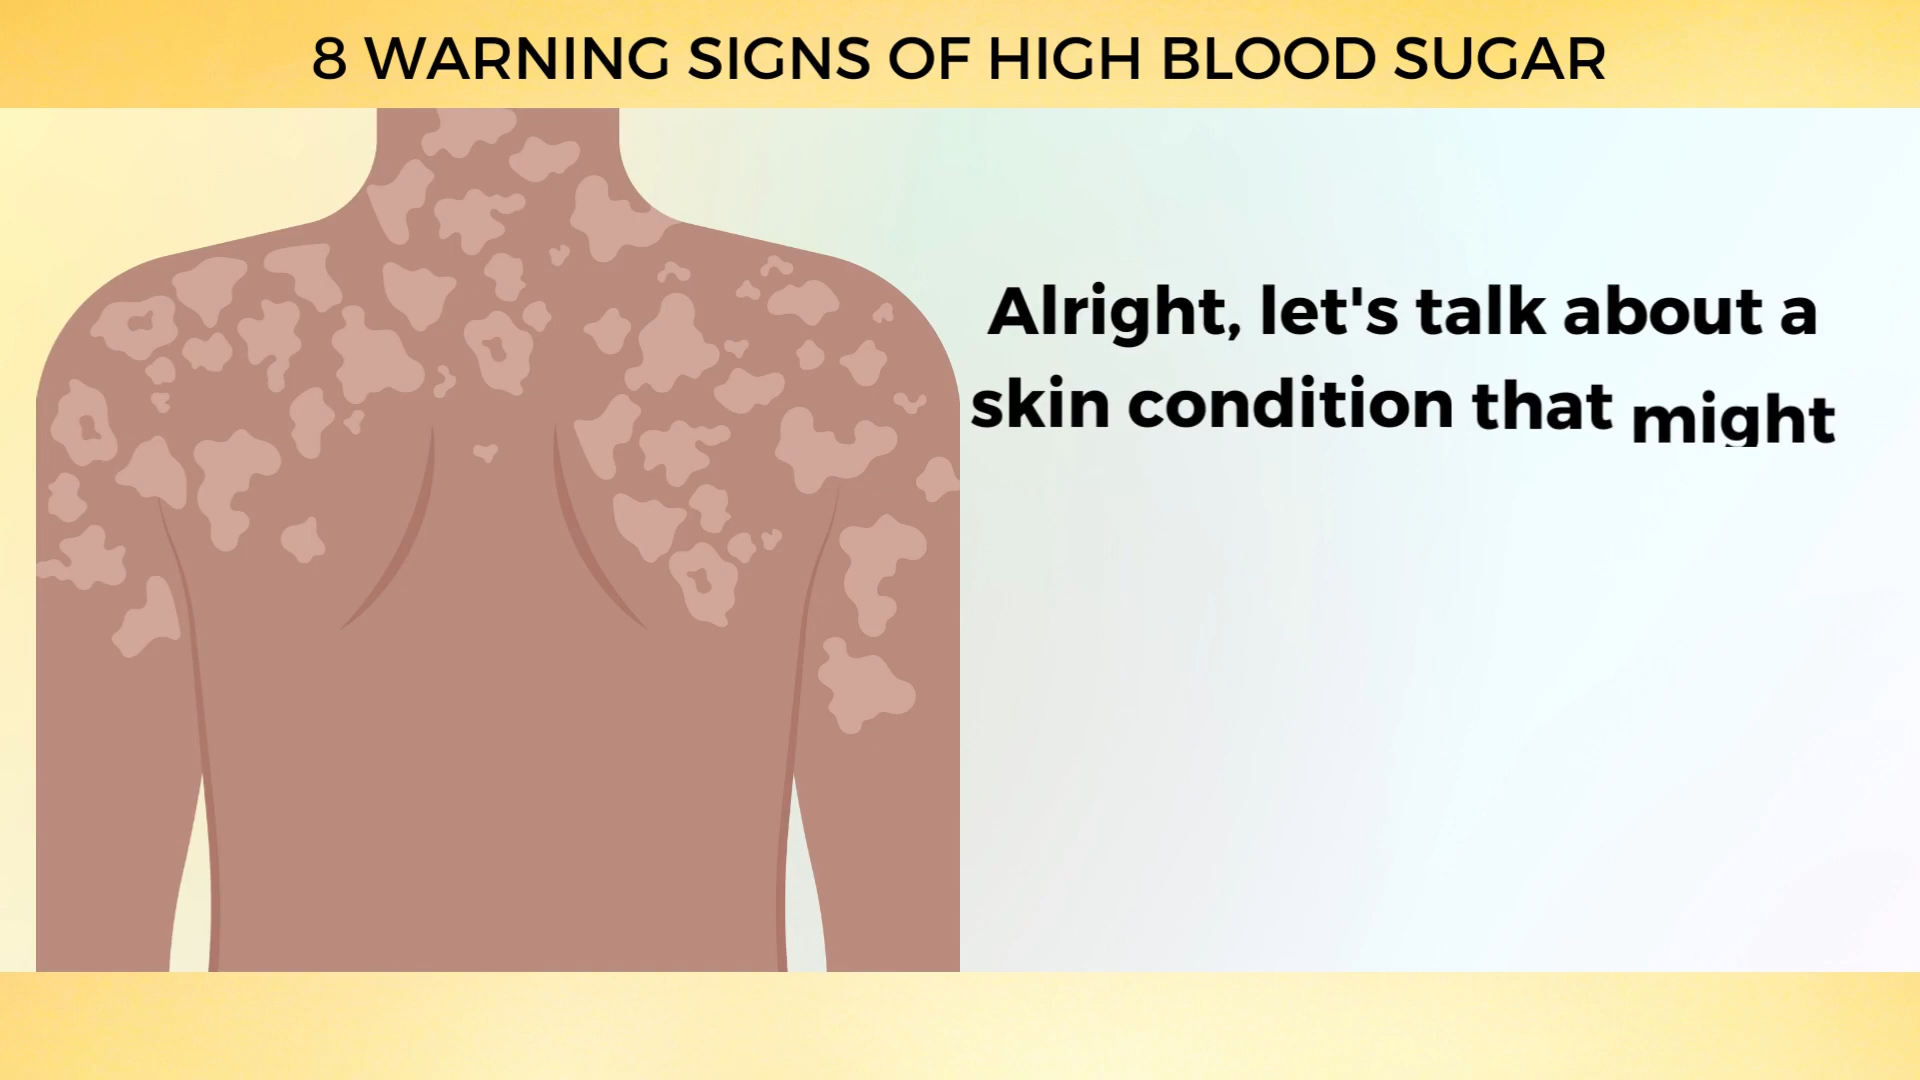 8 WARNING SIGNS OF HIGH BLOOD SUGAR
Alright, let's talk about a
skin condition that might